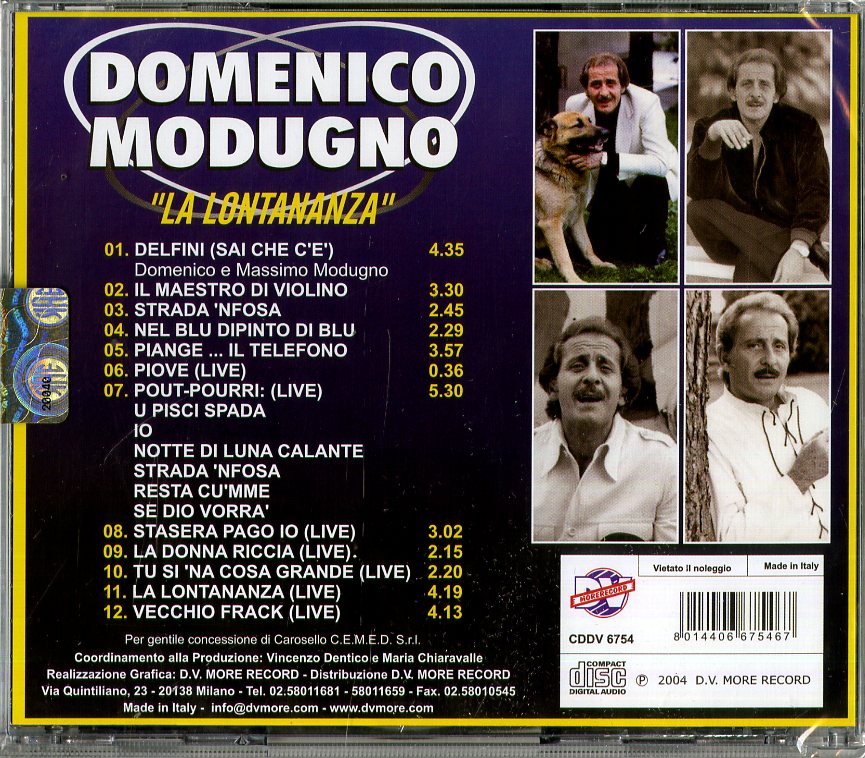 DOMENICO
MODUGNO
"LA LONTANANZA"
01. DELFINI (SAI CHE C'E') 4.35
Domenico e Massimo Modugno
02. IL MAESTRO DI VIOLINO 3.30
03. STRADA 'NFOSA 2.45
04. NEL BLU DIPINTO DI BLU 2.29
05. PIANGE ... IL TELEFONO 3.57
06. PIOVE (LIVE) 0.36
07. POUT-POURRI: (LIVE) 5.30
U PISCI SPADA
IO
NOTTE DI LUNA CALANTE
STRADA 'NFOSA
RESTA CU'MME
SE DIO VORRA'
08. STASERA PAGO IO (LIVE) 3.02
09. LA DONNA RICCIA (LIVE). 2.15
10. TU SI 'NA COSA GRANDE (LIVE) 2.20
11. LA LONTANANZA (LIVE) 4.19
12. VECCHIO FRACK (LIVE) 4.13
Per gentile concessione di Carosello C.E.M.E.D. S.r.l.
Coordinamento alla Produzione: Vincenzo Dentico e Maria Chiaravalle
Realizzazione Grafica: D.V. MORE RECORD - Distribuzione D.V. MORE RECORD
Via Quintiliano, 23 - 20138 Milano - Tel. 02.58011681 - 58011659 - Fax. 02.58010545
Made in Italy - info@dvmore.com - www.dvmore.com
DV
MORERECORD
Vietato il noleggio
Made in Italy
CDDV 6754
8014406675467
COMPACT
disc
DIGITAL AUDIO
℗ 2004 D.V. MORE RECORD